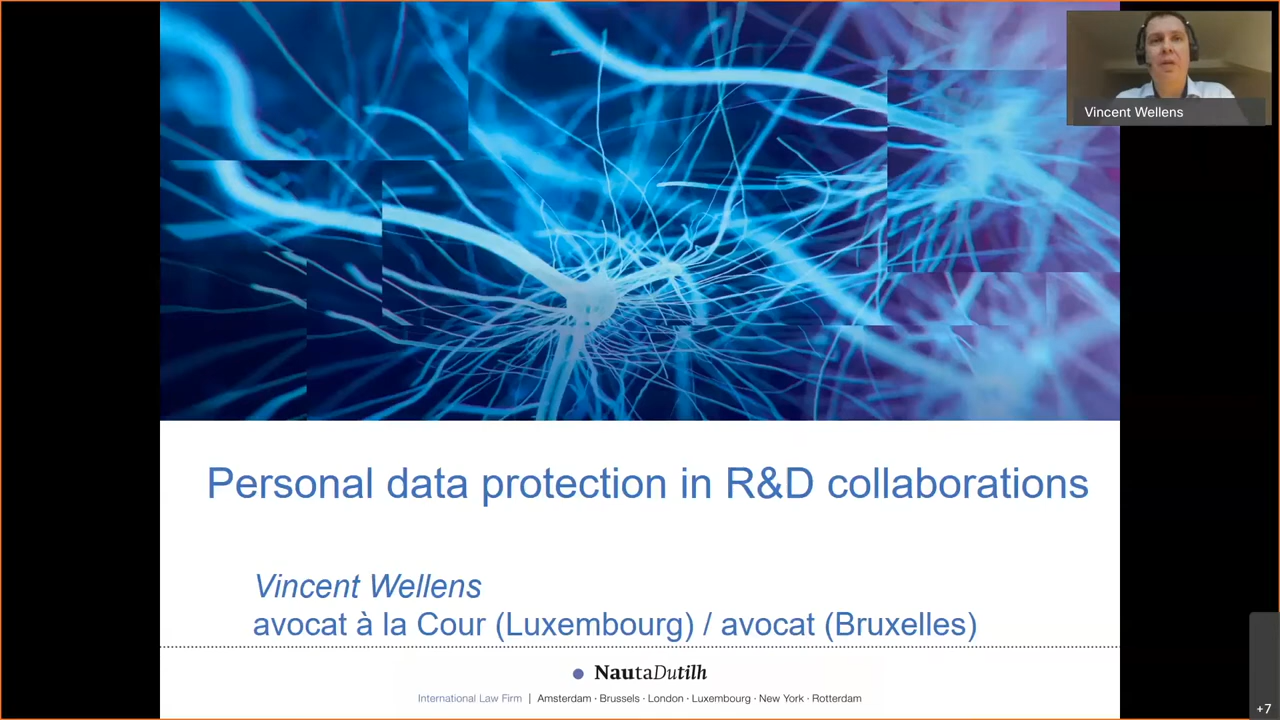 Vincent Wellens
Personal data protection in R&D collaborations
Vincent Wellens
avocat à la Cour (Luxembourg) / avocat (Bruxelles)
NautaDutilh
International Law Firm | Amsterdam · Brussels · London · Luxembourg · New York · Rotterdam
+7